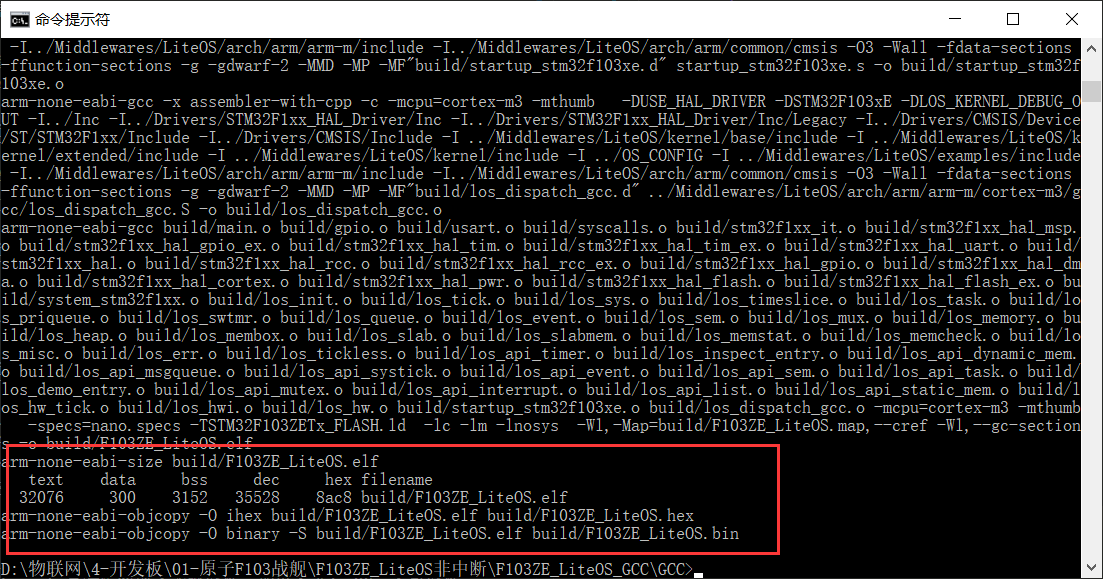 命令提示符
-I../Middlewares/LiteOS/arch/arm/arm-m/include -I../Middlewares/LiteOS/arch/arm/common/cmsis -O3 -Wall -fdata-sections
-ffunction-sections -g -gdwarf-2 -MMD -MP -MF"build/startup_stm32f103xe.d" startup_stm32f103xe.s -o build/startup_stm32f
103xe.o
arm-none-eabi-gcc -x assembler-with-cpp -c -mcpu=cortex-m3 -mthumb   -DUSE_HAL_DRIVER -DSTM32F103xE -DLOS_KERNEL_DEBUG_O
UT -I../Inc -I../Drivers/STM32F1xx_HAL_Driver/Inc -I../Drivers/STM32F1xx_HAL_Driver/Inc/Legacy -I../Drivers/CMSIS/Device
/ST/STM32F1xx/Include -I../Drivers/CMSIS/Include -I ../Middlewares/LiteOS/kernel/base/include -I ../Middlewares/LiteOS/k
ernel/extended/include -I ../Middlewares/LiteOS/kernel/include -I ../OS_CONFIG -I ../Middlewares/LiteOS/examples/include
-I../Middlewares/LiteOS/arch/arm/arm-m/include -I../Middlewares/LiteOS/arch/arm/common/cmsis -O3 -Wall -fdata-sections
-ffunction-sections -g -gdwarf-2 -MMD -MP -MF"build/los_dispatch_gcc.d" ../Middlewares/LiteOS/arch/arm/arm-m/cortex-m3/g
cc/los_dispatch_gcc.S -o build/los_dispatch_gcc.o
arm-none-eabi-gcc build/main.o build/gpio.o build/usart.o build/syscalls.o build/stm32f1xx_it.o build/stm32f1xx_hal_msp.
o build/stm32f1xx_hal_gpio_ex.o build/stm32f1xx_hal_tim.o build/stm32f1xx_hal_tim_ex.o build/stm32f1xx_hal_uart.o build/
stm32f1xx_hal.o build/stm32f1xx_hal_rcc.o build/stm32f1xx_hal_rcc_ex.o build/stm32f1xx_hal_gpio.o build/stm32f1xx_hal_dm
a.o build/stm32f1xx_hal_cortex.o build/stm32f1xx_hal_pwr.o build/stm32f1xx_hal_flash.o build/stm32f1xx_hal_flash_ex.o bu
ild/system_stm32f1xx.o build/los_init.o build/los_tick.o build/los_sys.o build/los_timeslice.o build/los_task.o build/lo
s_priqueue.o build/los_swtmr.o build/los_queue.o build/los_event.o build/los_sem.o build/los_mux.o build/los_memory.o bu
ild/los_heap.o build/los_membox.o build/los_slab.o build/los_slabmem.o build/los_memstat.o build/los_memcheck.o build/lo
s_misc.o build/los_err.o build/los_tickless.o build/los_api_timer.o build/los_inspect_entry.o build/los_api_dynamic_mem.
o build/los_api_msgqueue.o build/los_api_systick.o build/los_api_event.o build/los_api_sem.o build/los_api_task.o build/
los_demo_entry.o build/los_api_mutex.o build/los_api_interrupt.o build/los_api_list.o build/los_api_static_mem.o build/l
os_hw_tick.o build/los_hwi.o build/los_hw.o build/startup_stm32f103xe.o build/los_dispatch_gcc.o -mcpu=cortex-m3 -mthumb
-specs=nano.specs -TSTM32F103ZETx_FLASH.ld  -lc -lm -lnosys  -Wl,-Map=build/F103ZE_LiteOS.map,--cref -Wl,--gc-section
s -o build/F103ZE_LiteOS.elf
arm-none-eabi-size build/F103ZE_LiteOS.elf
text    data     bss     dec     hex filename
32076     300    3152   35528    8ac8 build/F103ZE_LiteOS.elf
arm-none-eabi-objcopy -O ihex build/F103ZE_LiteOS.elf build/F103ZE_LiteOS.hex
arm-none-eabi-objcopy -O binary -S build/F103ZE_LiteOS.elf build/F103ZE_LiteOS.bin
D:\物联网\4-开发板\01-原子F103战舰\F103ZE_LiteOS非中断\F103ZE_LiteOS_GCC\GCC>